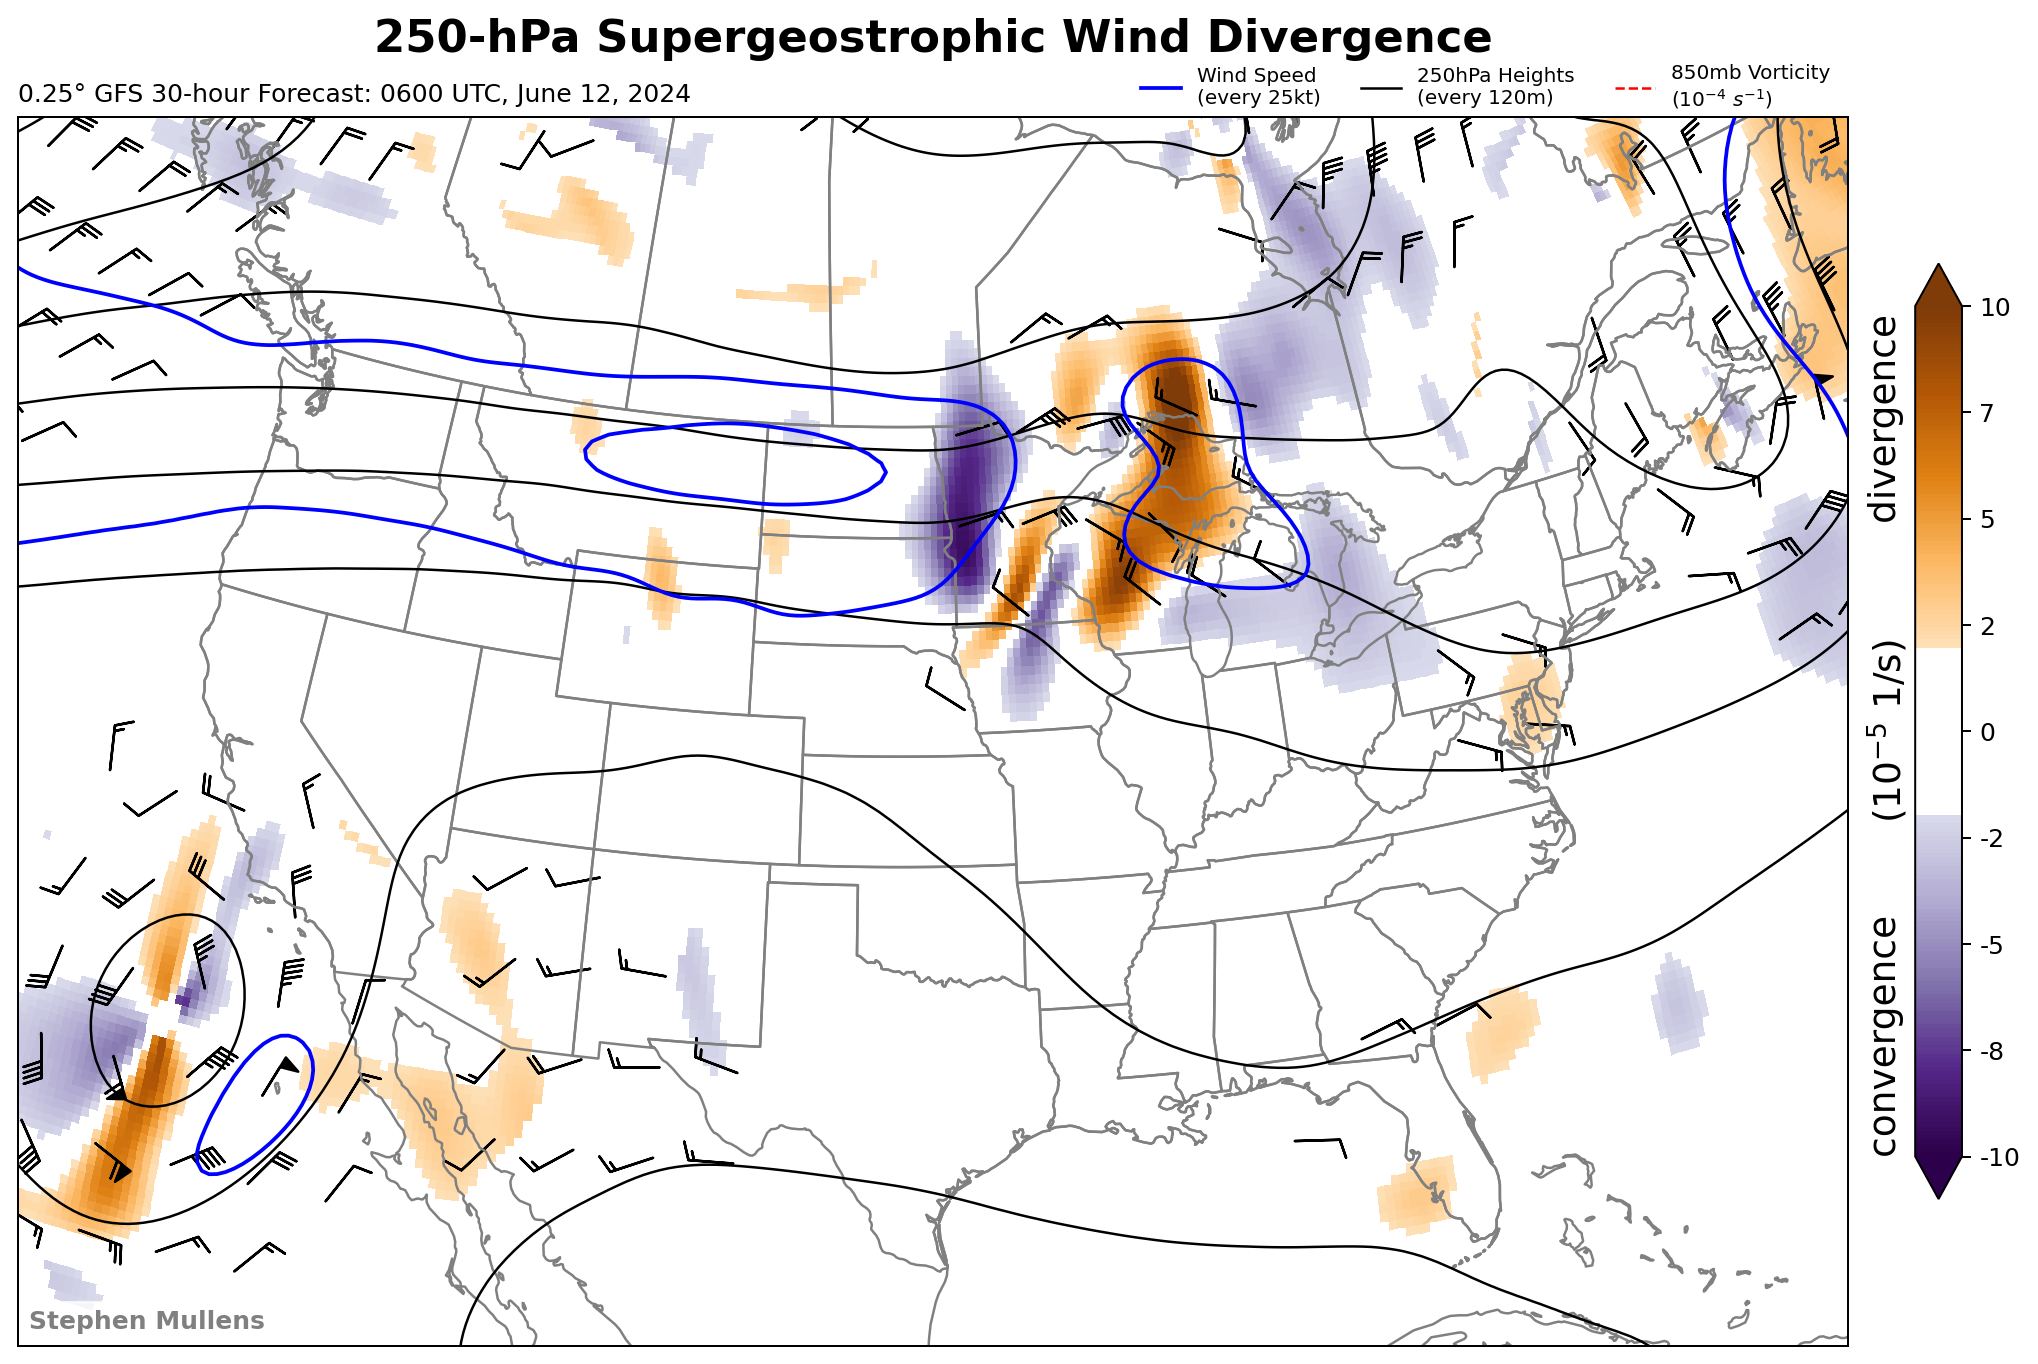 250-hPa Supergeostrophic Wind Divergence
0.25° GFS 30-hour Forecast: 0600 UTC, June 12, 2024
Wind Speed
(every 25kt)
250hPa Heights
(every 120m)
850mb Vorticity
(10⁻⁴ s⁻¹)
10
7
5
2
0
-2
-5
-8
-10
convergence (10⁻⁵ 1/s) divergence
Stephen Mullens